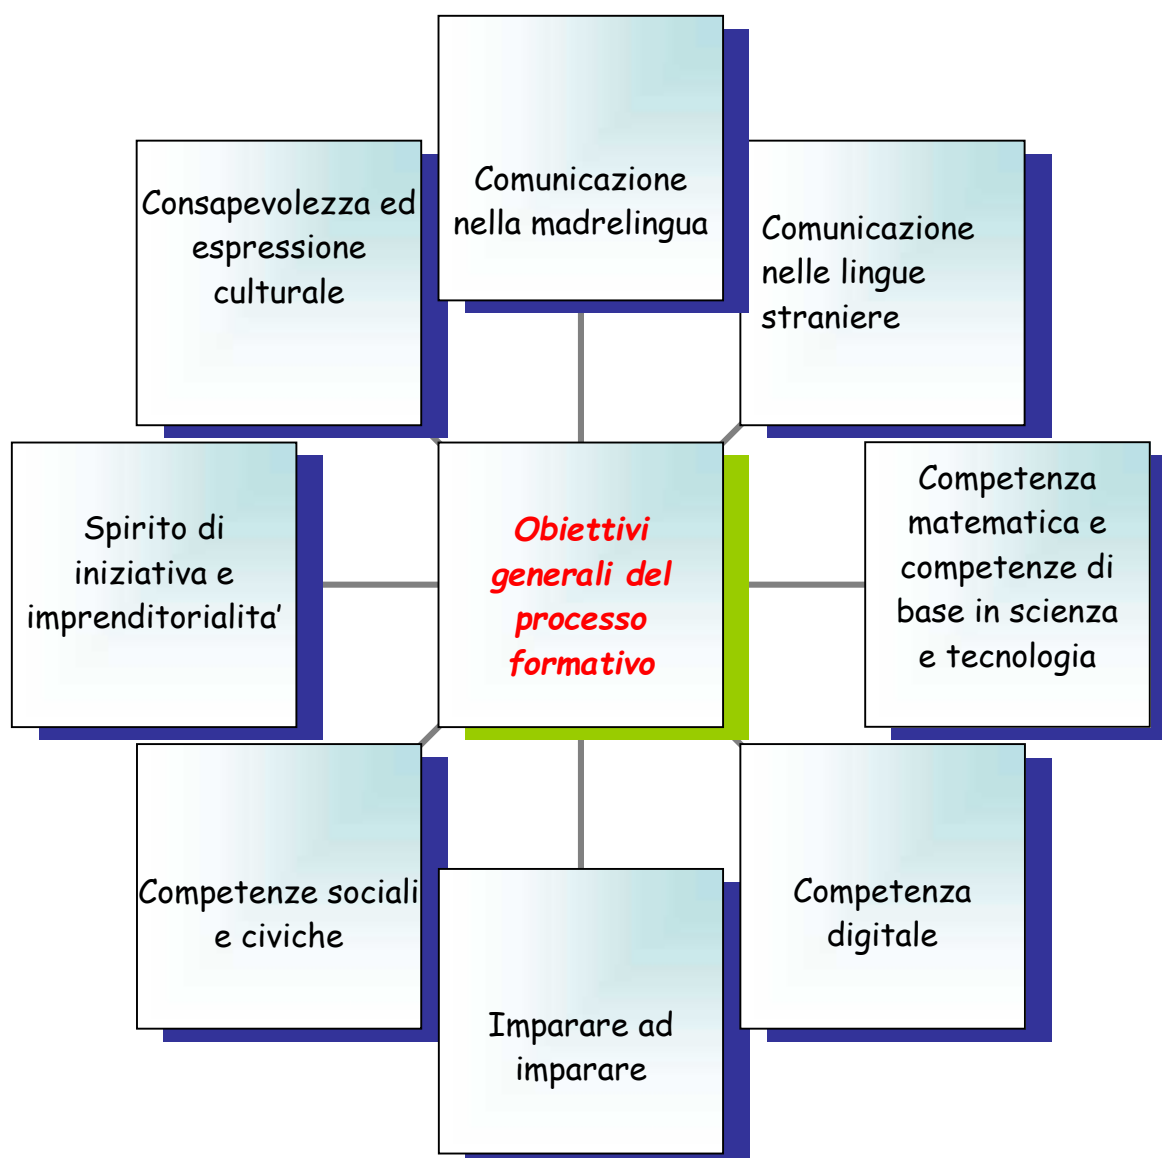 Comunicazione
nella madrelingua
Comunicazione
nelle lingue
straniere
Competenza
matematica e
competenze di
base in scienza
e tecnologia
Competenza
digitale
Imparare ad
imparare
Competenze sociali
e civiche
Spirito di
iniziativa e
imprenditorialita’
Consapevolezza ed
espressione
culturale
Obiettivi
generali del
processo
formativo